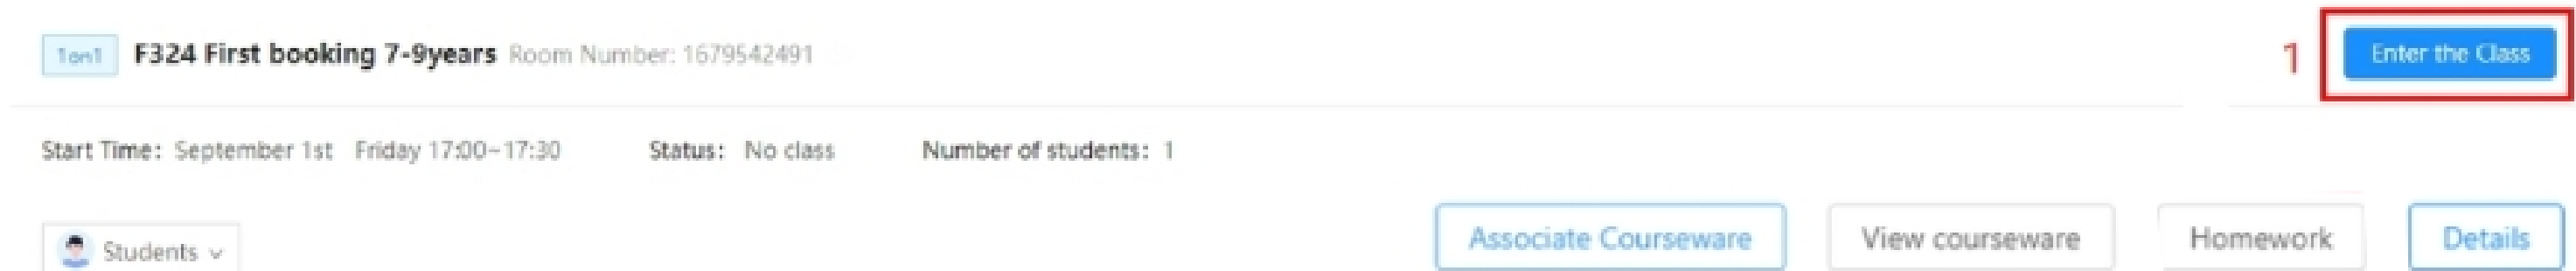 1on1 F324 First booking 7-9years Room Number: 1679542491 1 Enter the Class
Start Time: September 1st Friday 17:00~17:30 Status: No class Number of students: 1
Students Associate Courseware View courseware Homework Details